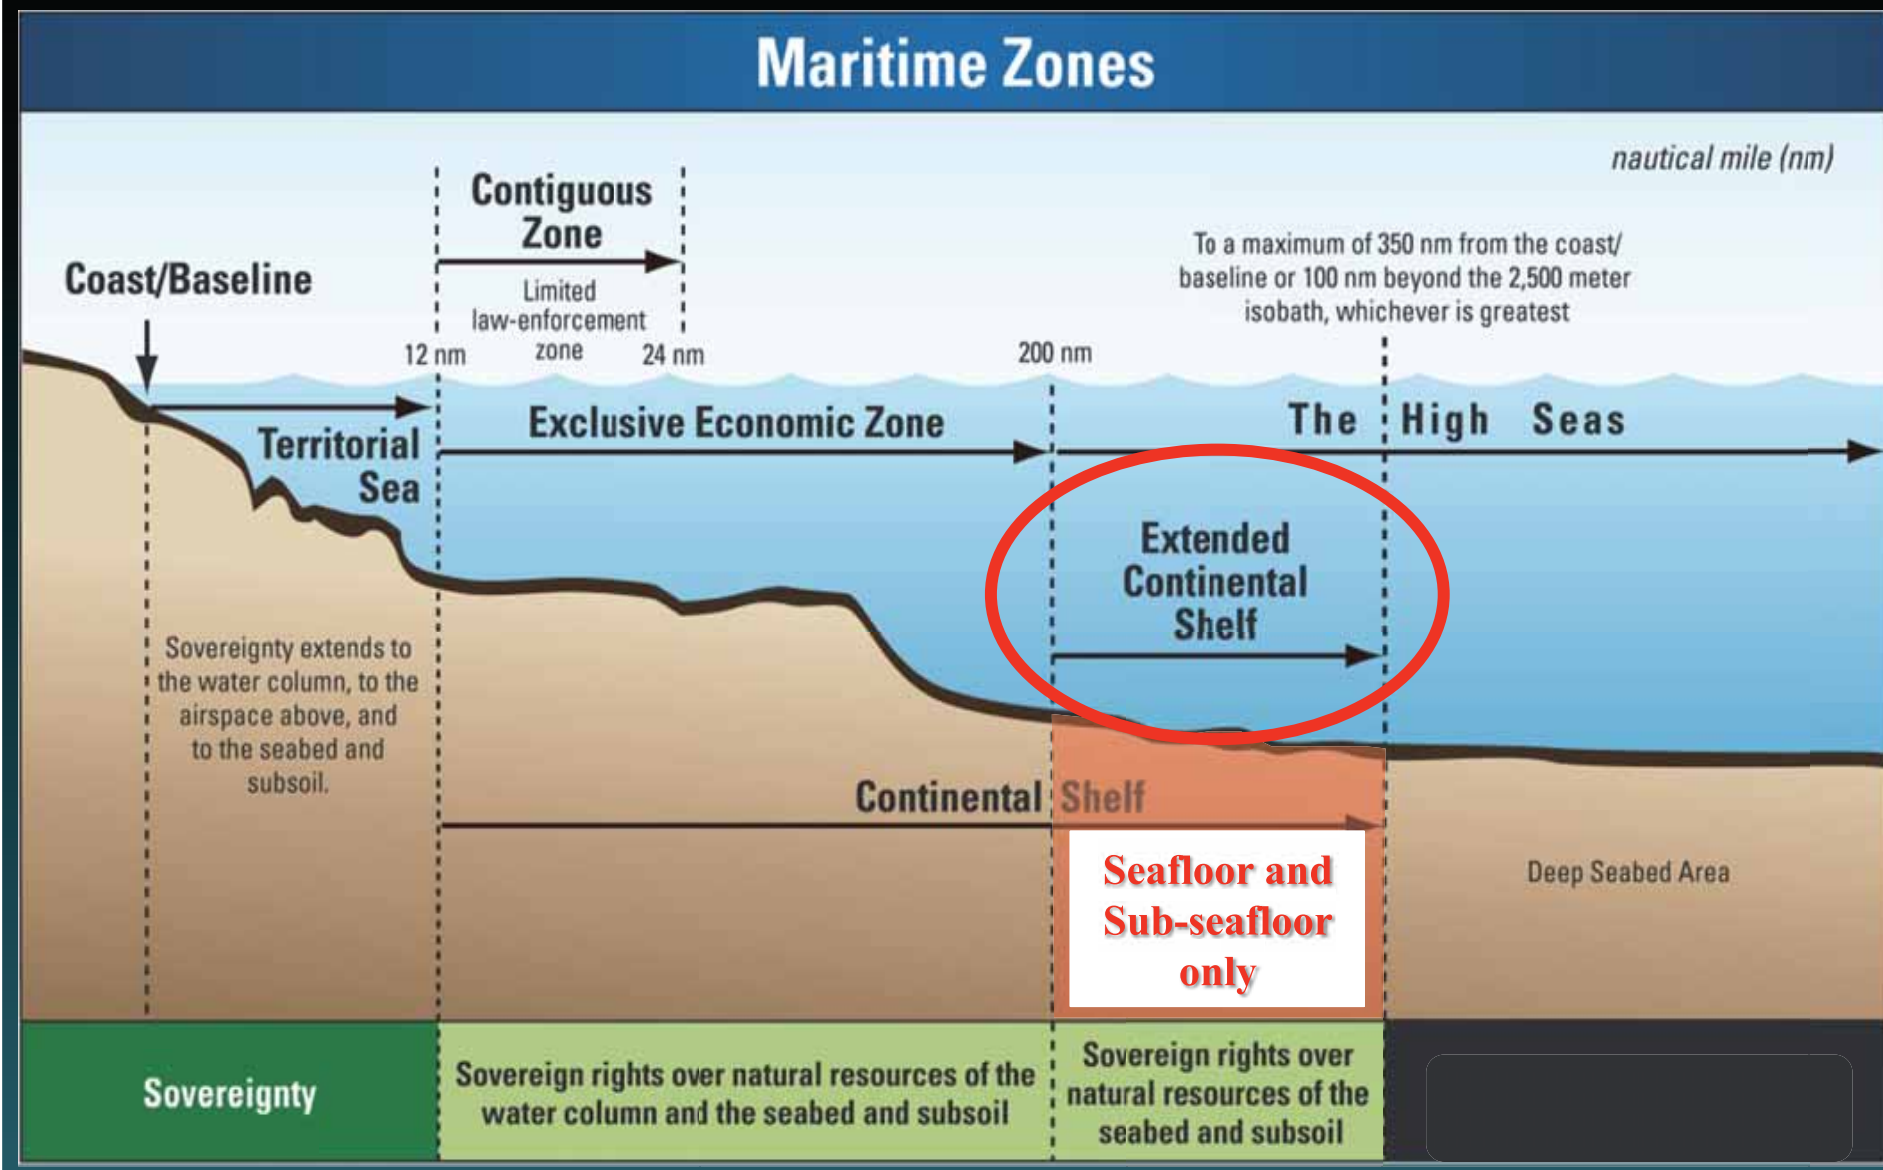 Maritime Zones
nautical mile (nm)
Contiguous
Zone
Limited
law-enforcement
zone
Coast/Baseline
To a maximum of 350 nm from the coast/
baseline or 100 nm beyond the 2,500 meter
isobath, whichever is greatest
12 nm
24 nm
200 nm
Territorial
Sea
Exclusive Economic Zone
The High Seas
Extended
Continental
Shelf
Sovereignty extends to
the water column, to the
airspace above, and
to the seabed and
subsoil.
Continental Shelf
Seafloor and
Sub-seafloor
only
Deep Seabed Area
Sovereignty
Sovereign rights over natural resources of the
water column and the seabed and subsoil
Sovereign rights over
natural resources of the
seabed and subsoil